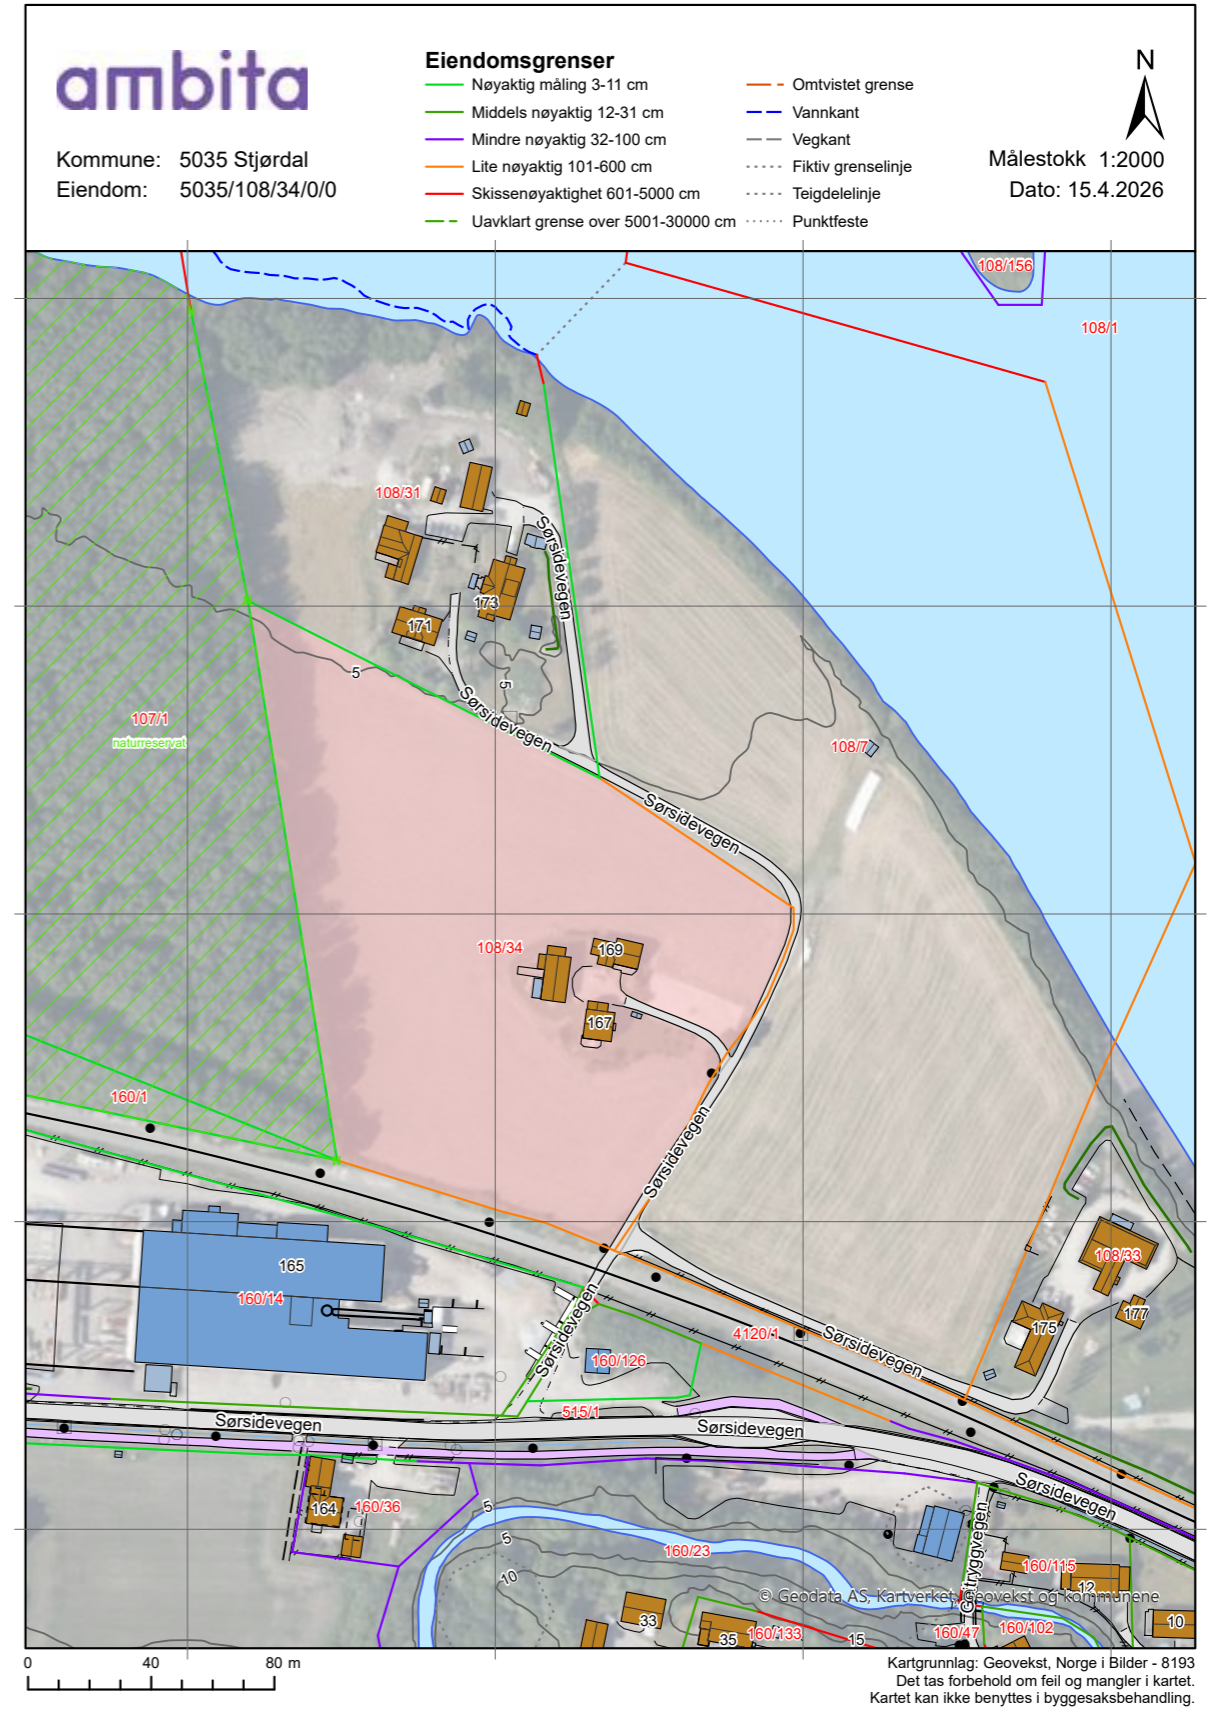 ambita
Kommune: 5035 Stjørdal
Eiendom: 5035/108/34/0/0
Eiendomsgrenser
Nøyaktig måling 3-11 cm
Middels nøyaktig 12-31 cm
Mindre nøyaktig 32-100 cm
Lite nøyaktig 101-600 cm
Skissenøyaktighet 601-5000 cm
Uavklart grense over 5001-30000 cm
Omtvistet grense
Vannkant
Vegkant
Fiktiv grenselinje
Teigdelelinje
Punktfeste
N
Målestokk 1:2000
Dato: 15.4.2026
108/156
108/1
108/31
Sørsidevegen
173
171
5
5
Sørsidevegen
107/1
naturreservat
108/7
Sørsidevegen
108/34
169
167
160/1
Sørsidevegen
165
160/14
108/33
177
175
4120/1
Sørsidevegen
Sørsidevegen
160/126
515/1
Sørsidevegen
Sørsidevegen
Sørsidevegen
164
160/36
5
5
10
160/23
Geitryggvegen
160/115
12
© Geodata AS, Kartverket, Geovekst og kommunene
33
35
160/133
15
160/47
160/102
10
0 40 80 m
Kartgrunnlag: Geovekst, Norge i Bilder - 8193
Det tas forbehold om feil og mangler i kartet.
Kartet kan ikke benyttes i byggesaksbehandling.